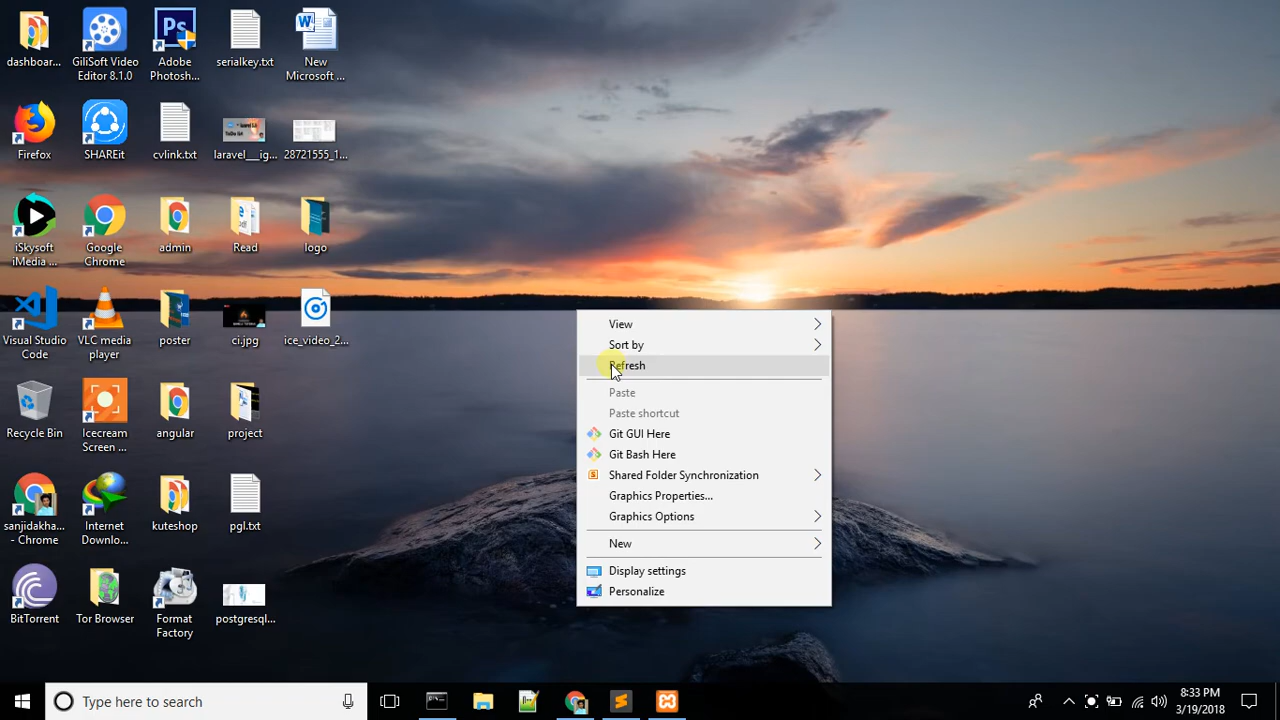 dashboar...
GiliSoft Video
Editor 8.1.0
Adobe
Photosh...
serialkey.txt
New
Microsoft ...
Firefox
SHAREit
cvlink.txt
laravel__ig...
28721555_1...
iSkysoft
iMedia ...
Google
Chrome
admin
Read
logo
Visual Studio
Code
VLC media
player
poster
ci.jpg
ice_video_2...
Recycle Bin
Icecream
Screen ...
angular
project
sanjidakha...
- Chrome
Internet
Downlo...
kuteshop
pgl.txt
BitTorrent
Tor Browser
Format
Factory
postgresql...
View
Sort by
Refresh
Paste
Paste shortcut
Git GUI Here
Git Bash Here
Shared Folder Synchronization
Graphics Properties...
Graphics Options
New
Display settings
Personalize
Type here to search
8:33 PM
3/19/2018